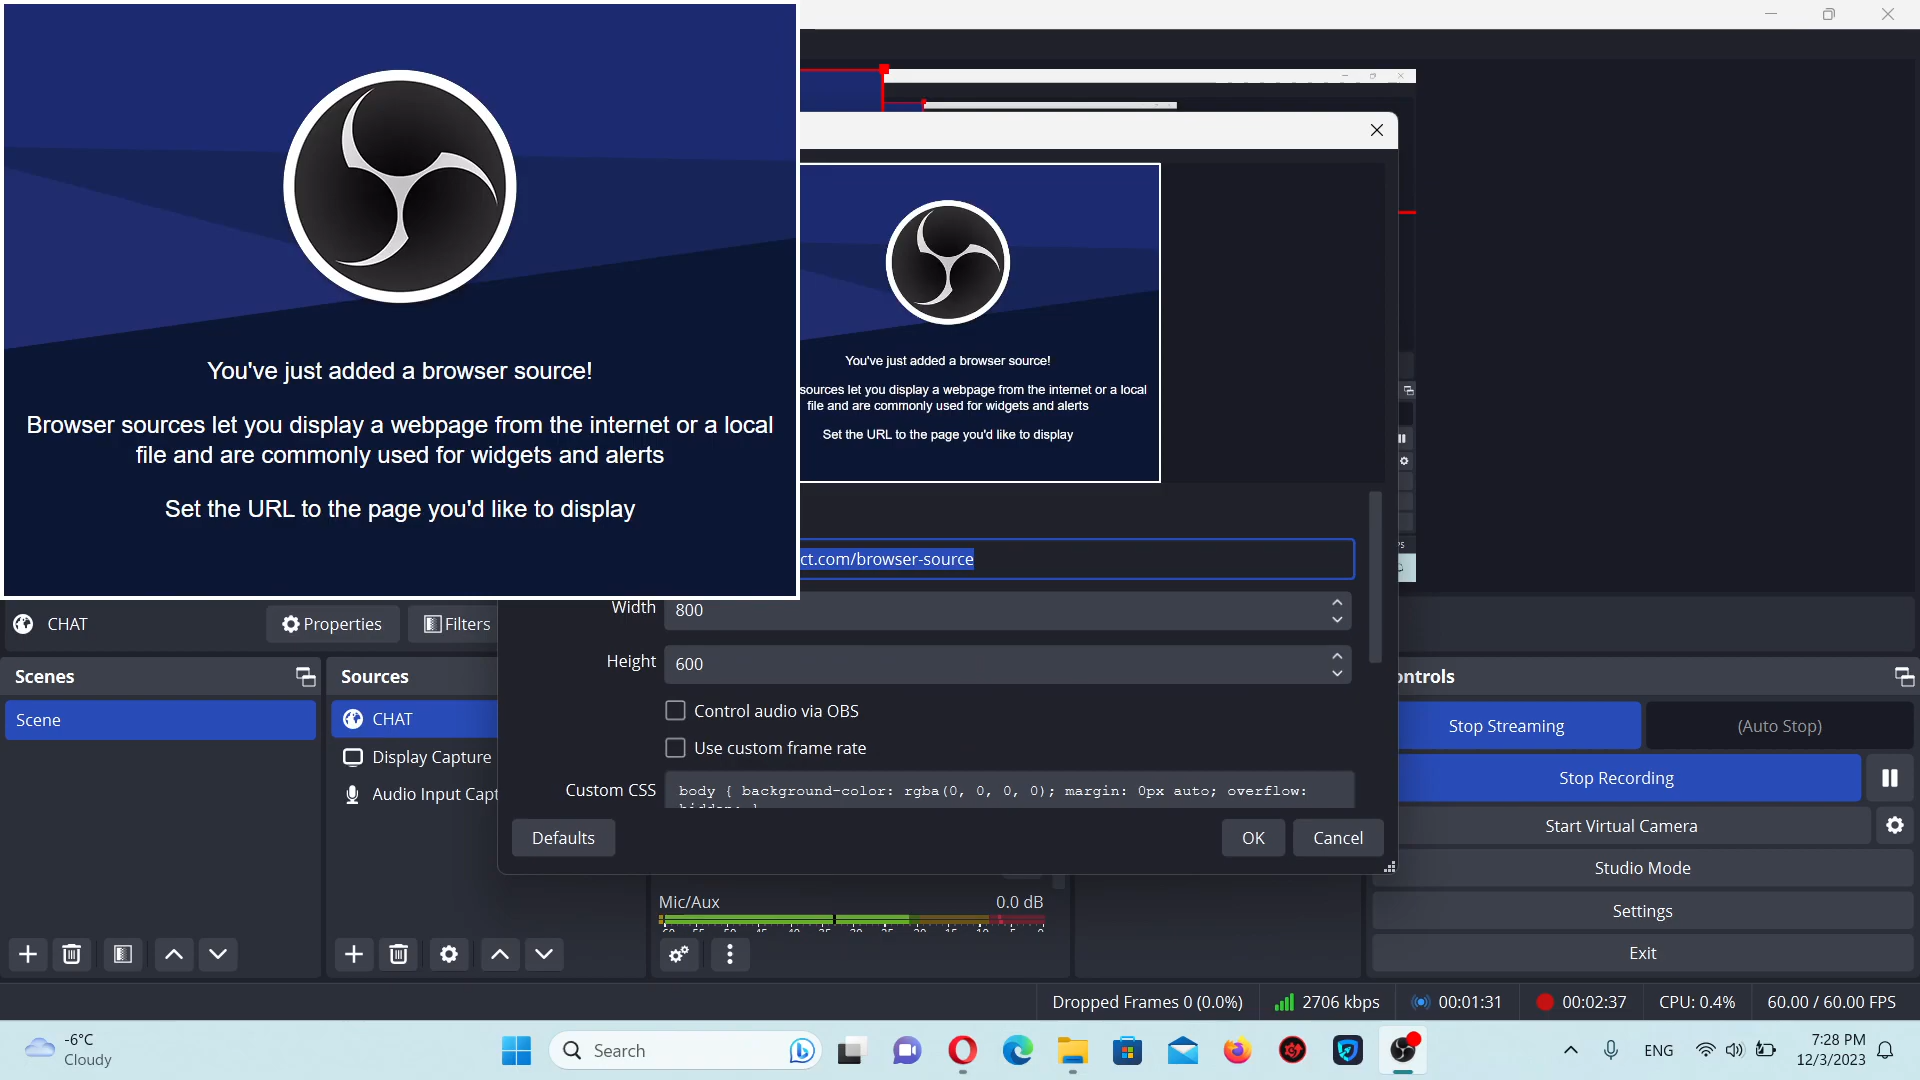 You've just added a browser source!
Browser sources let you display a webpage from the internet or a local
file and are commonly used for widgets and alerts
Set the URL to the page you'd like to display
You've just added a browser source!
sources let you display a webpage from the internet or a local
file and are commonly used for widgets and alerts
Set the URL to the page you'd like to display
ct.com/browser-source
Width 800
Height 600
Control audio via OBS
Use custom frame rate
Custom CSS body { background-color: rgba(0, 0, 0, 0); margin: 0px auto; overflow:
Defaults OK Cancel
CHAT Properties Filters
Scenes
Scene
Sources
CHAT
Display Capture
Audio Input Capt
Mic/Aux 0.0 dB
ontrols
Stop Streaming (Auto Stop)
Stop Recording
Start Virtual Camera
Studio Mode
Settings
Exit
Dropped Frames 0 (0.0%) 2706 kbps 00:01:31 00:02:37 CPU: 0.4% 60.00 / 60.00 FPS
-6°C
Cloudy
Search
ENG
7:28 PM
12/3/2023